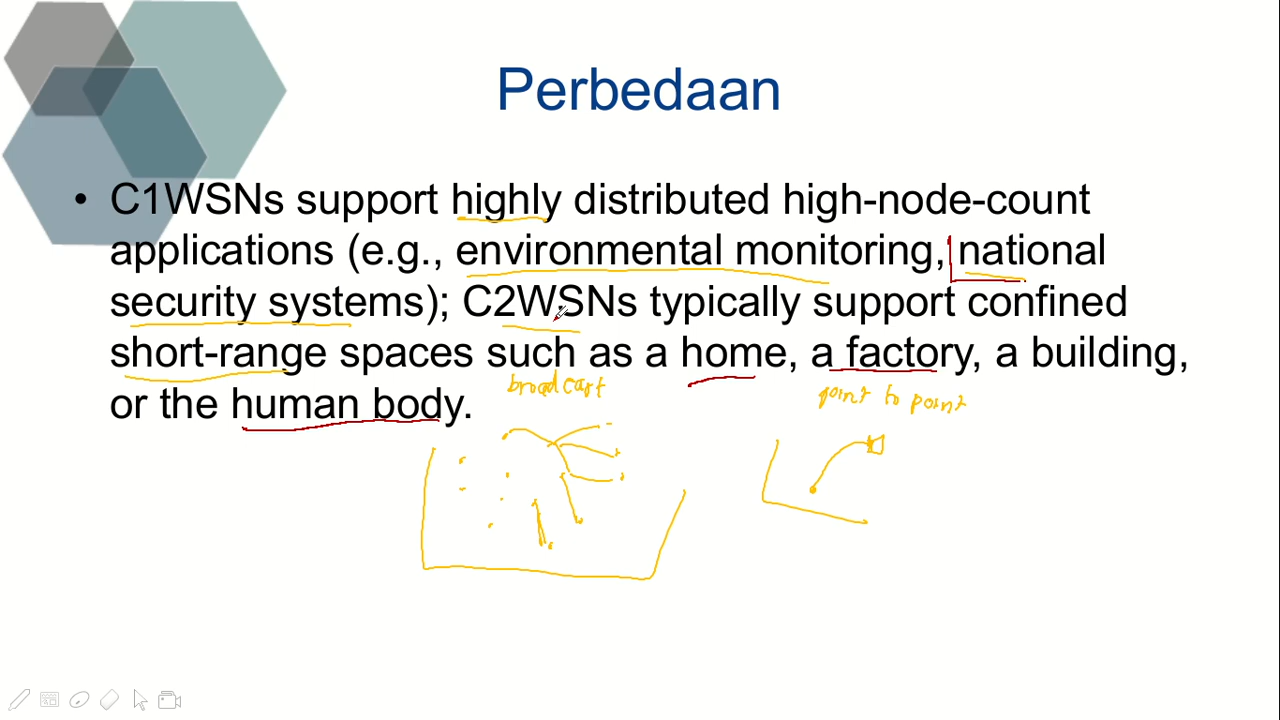 Perbedaan
• C1WSNs support highly distributed high-node-count
applications (e.g., environmental monitoring, national
security systems); C2WSNs typically support confined
short-range spaces such as a home, a factory, a building,
or the human body.
broadcast
point to point